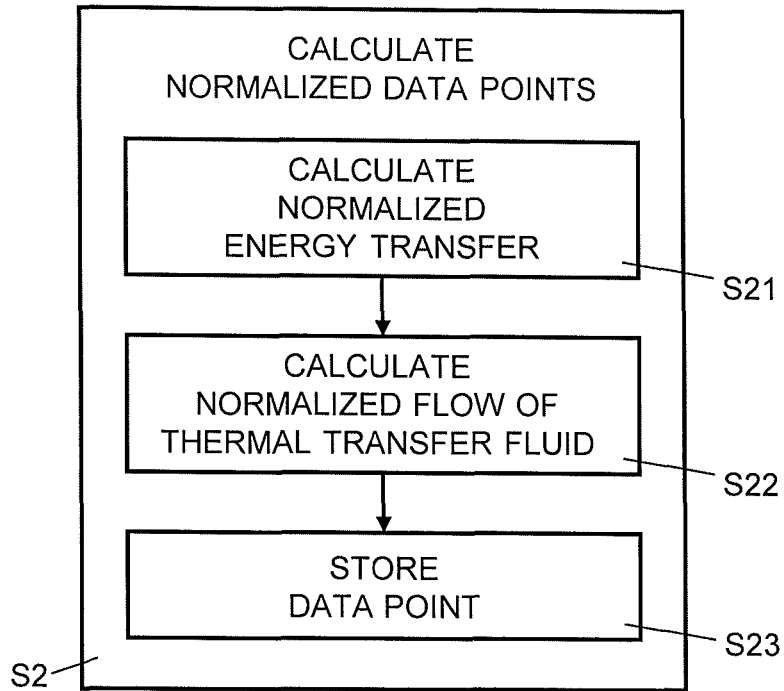 CALCULATE
NORMALIZED DATA POINTS
CALCULATE
NORMALIZED
ENERGY TRANSFER
S21
CALCULATE
NORMALIZED FLOW OF
THERMAL TRANSFER FLUID
S22
STORE
DATA POINT
S23
S2